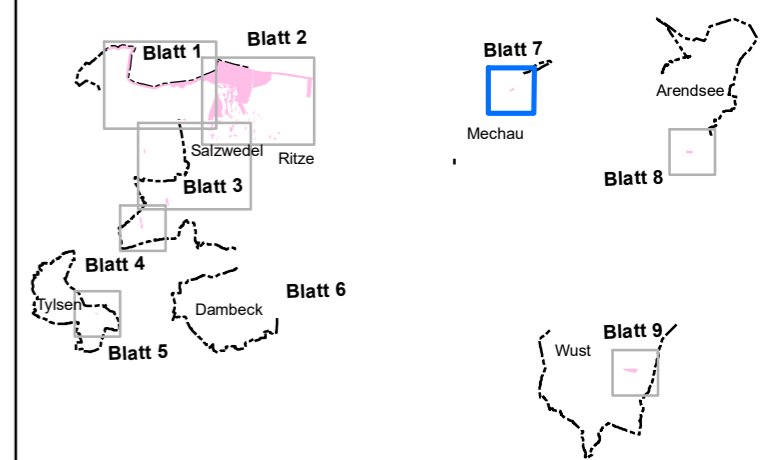 Blatt 1
Blatt 2
Blatt 7
Arendsee
Mechau
Salzwedel
Ritze
Blatt 3
Blatt 8
Blatt 4
Tylsen
Dambeck
Blatt 6
Blatt 5
Blatt 9
Wust